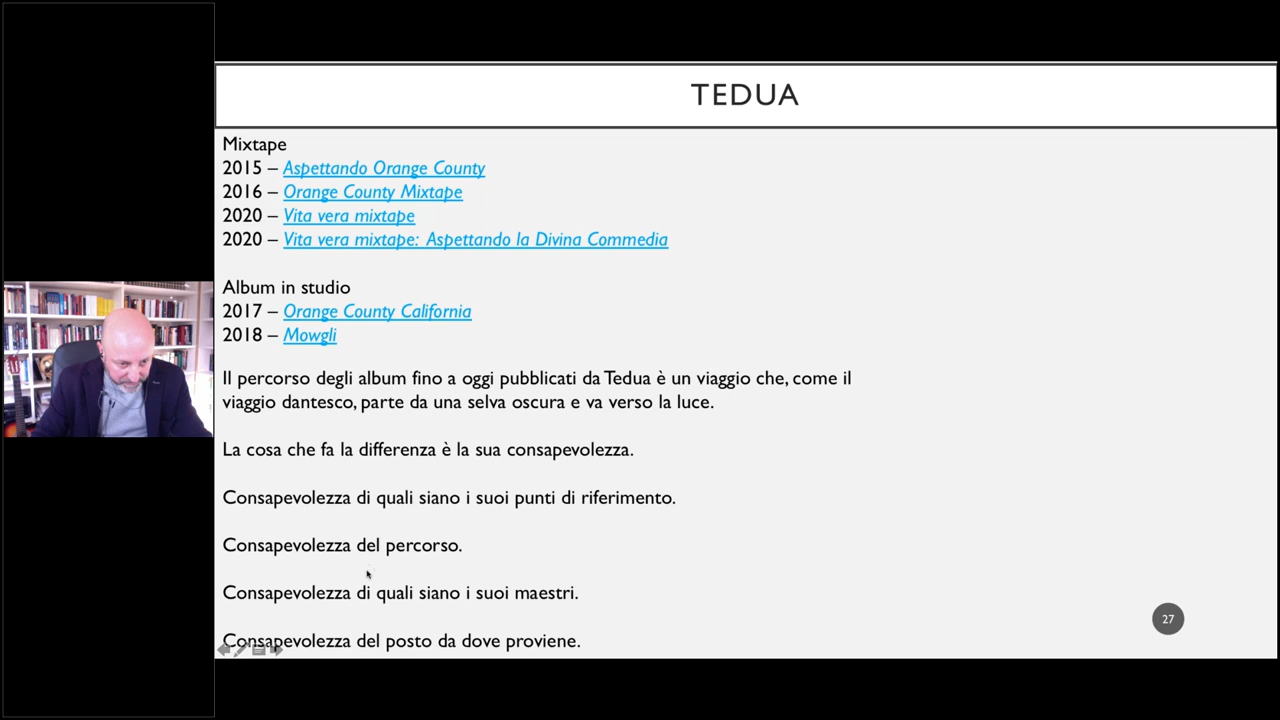 TEDUA
Mixtape
2015 – Aspettando Orange County
2016 – Orange County Mixtape
2020 – Vita vera mixtape
2020 – Vita vera mixtape: Aspettando la Divina Commedia
Album in studio
2017 – Orange County California
2018 – Mowgli
Il percorso degli album fino a oggi pubblicati da Tedua è un viaggio che, come il
viaggio dantesco, parte da una selva oscura e va verso la luce.
La cosa che fa la differenza è la sua consapevolezza.
Consapevolezza di quali siano i suoi punti di riferimento.
Consapevolezza del percorso.
Consapevolezza di quali siano i suoi maestri.
27
Consapevolezza del posto da dove proviene.